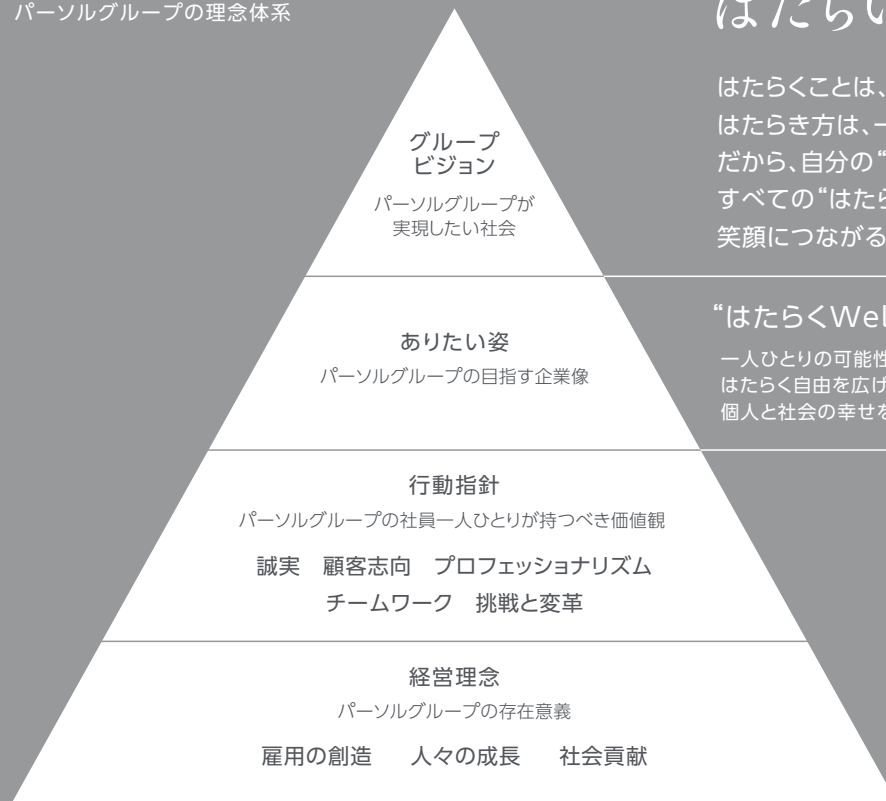 パーソルグループの理念体系
はたらい
はたらくことは、
はたらき方は、一
だから、自分の“
すべての“はたら
笑顔につながる
グループ
ビジョン
パーソルグループが
実現したい社会
“はたらくWel
一人ひとりの可能性
はたらく自由を広げ
個人と社会の幸せを
ありたい姿
パーソルグループの目指す企業像
行動指針
パーソルグループの社員一人ひとりが持つべき価値観
誠実 顧客志向 プロフェッショナリズム
チームワーク 挑戦と変革
経営理念
パーソルグループの存在意義
雇用の創造 人々の成長 社会貢献